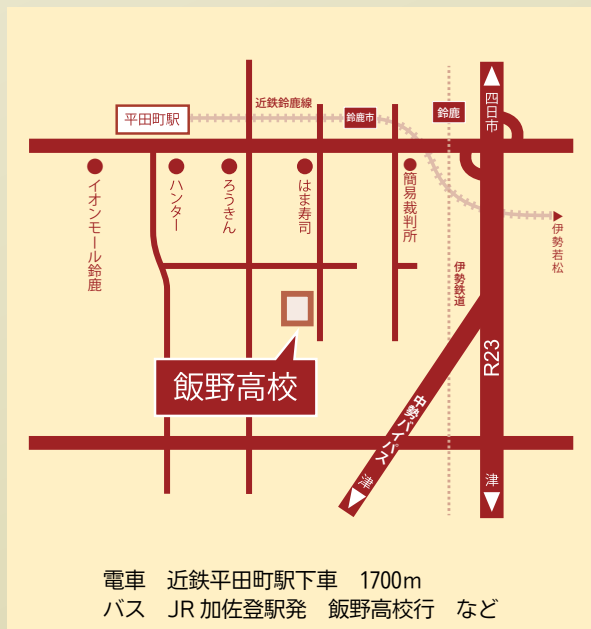 四日市
近鉄鈴鹿線
平田町駅
鈴鹿市
鈴鹿
イオンモール鈴鹿
ハンター
ろうきん
はま寿司
簡易裁判所
伊勢若松
伊勢鉄道
R23
飯野高校
中勢バイパス
津
津
電車　近鉄平田町駅下車　1700m
バス　JR 加佐登駅発　飯野高校行　など